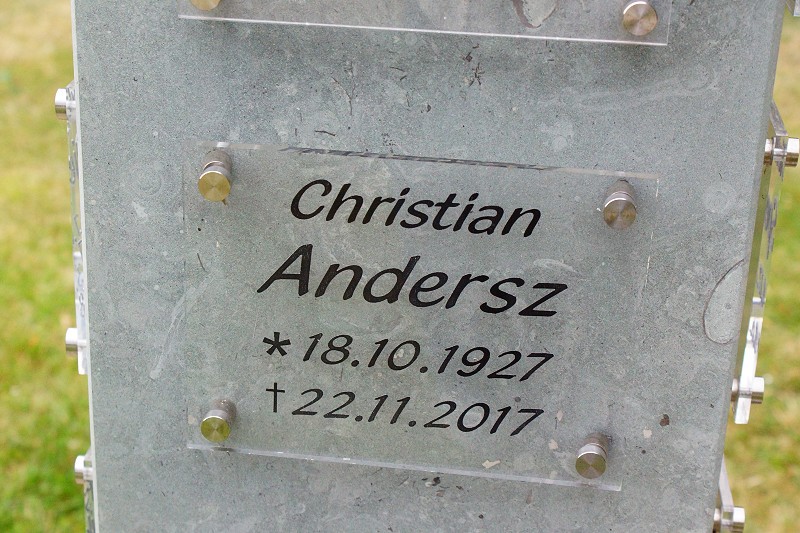 Christian
Andersz
* 18.10.1927
† 22.11.2017